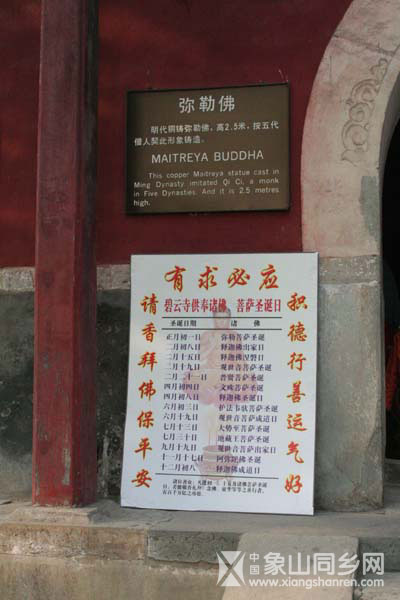 弥勒佛
明代铜铸弥勒佛，高2.5米，按五代
僧人契此形象铸造。
MAITREYA BUDDHA
This copper Maitreya statue cast in
Ming Dynasty imitated Qi Ci, a monk
in Five Dynasties. And it is 2.5 metres
high.
有求必应
碧云寺供奉诸佛、菩萨圣诞日
请香拜佛保平安
积德行善运气好
圣诞日期 诸佛
正月初一日 弥勒菩萨圣诞
二月初八日 释迦佛出家日
二月十五日 释迦佛涅磐日
二月十九日 观世音菩萨圣诞
二月二十一日 普贤菩萨圣诞
四月初四日 文殊菩萨圣诞
四月初八日 释迦佛圣诞
六月初三日 护法韦驮菩萨圣诞
六月十九日 观世音菩萨成道日
七月十三日 大势至菩萨圣诞
七月三十日 地藏王菩萨圣诞
九月十九日 观世音菩萨出家日
十一月十七日 阿弥陀佛圣诞
十二月初八 释迦佛成道日
中国象山同乡网
www.xiangshanren.com